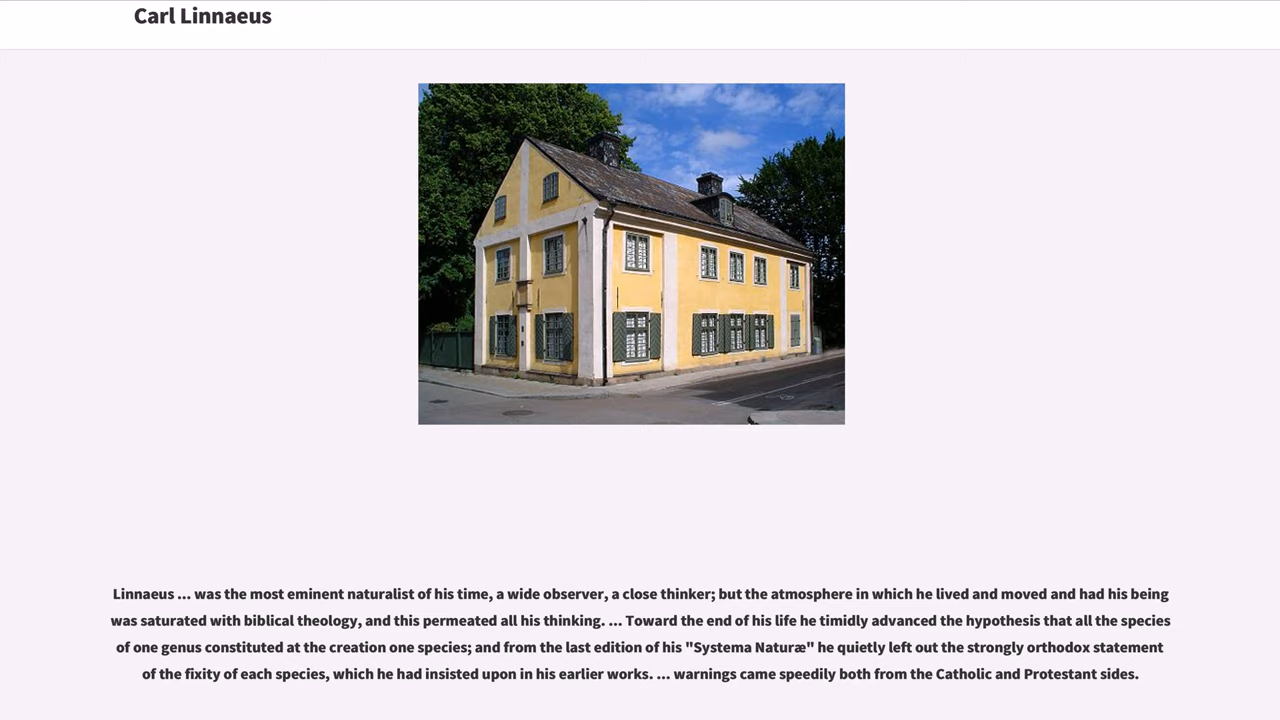 Carl Linnaeus
Linnaeus ... was the most eminent naturalist of his time, a wide observer, a close thinker; but the atmosphere in which he lived and moved and had his being
was saturated with biblical theology, and this permeated all his thinking. ... Toward the end of his life he timidly advanced the hypothesis that all the species
of one genus constituted at the creation one species; and from the last edition of his "Systema Naturæ" he quietly left out the strongly orthodox statement
of the fixity of each species, which he had insisted upon in his earlier works. ... warnings came speedily both from the Catholic and Protestant sides.